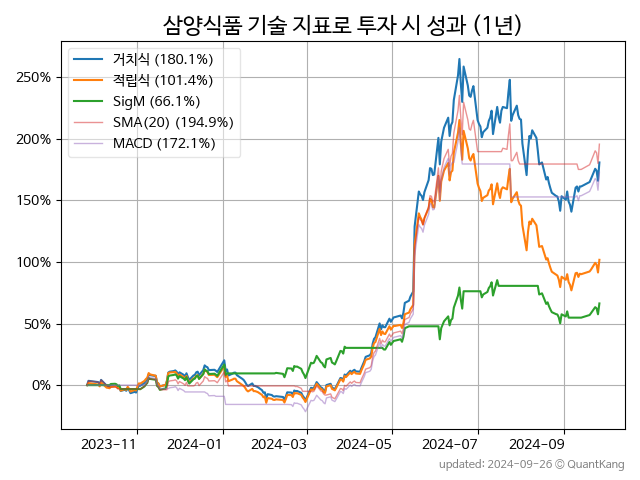 삼양식품 기술 지표로 투자 시 성과 (1년)
거치식 (180.1%)
적립식 (101.4%)
SigM (66.1%)
SMA(20) (194.9%)
MACD (172.1%)
250%
200%
150%
100%
50%
0%
2023-11 2024-01 2024-03 2024-05 2024-07 2024-09
updated: 2024-09-26 © QuantKang